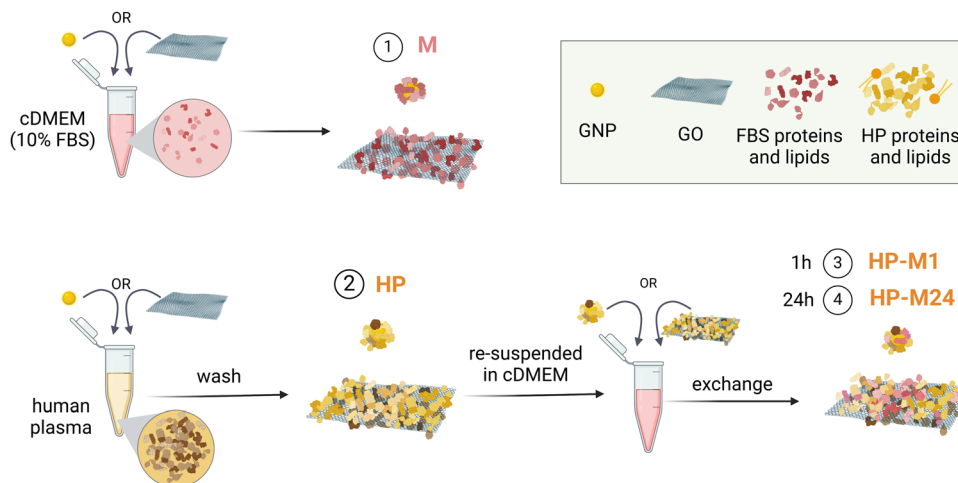 OR
cDMEM
(10% FBS)
1 M
GNP
GO
FBS proteins
and lipids
HP proteins
and lipids
OR
human
plasma
wash
2 HP
re-suspended
in cDMEM
OR
exchange
1h 3 HP-M1
24h 4 HP-M24